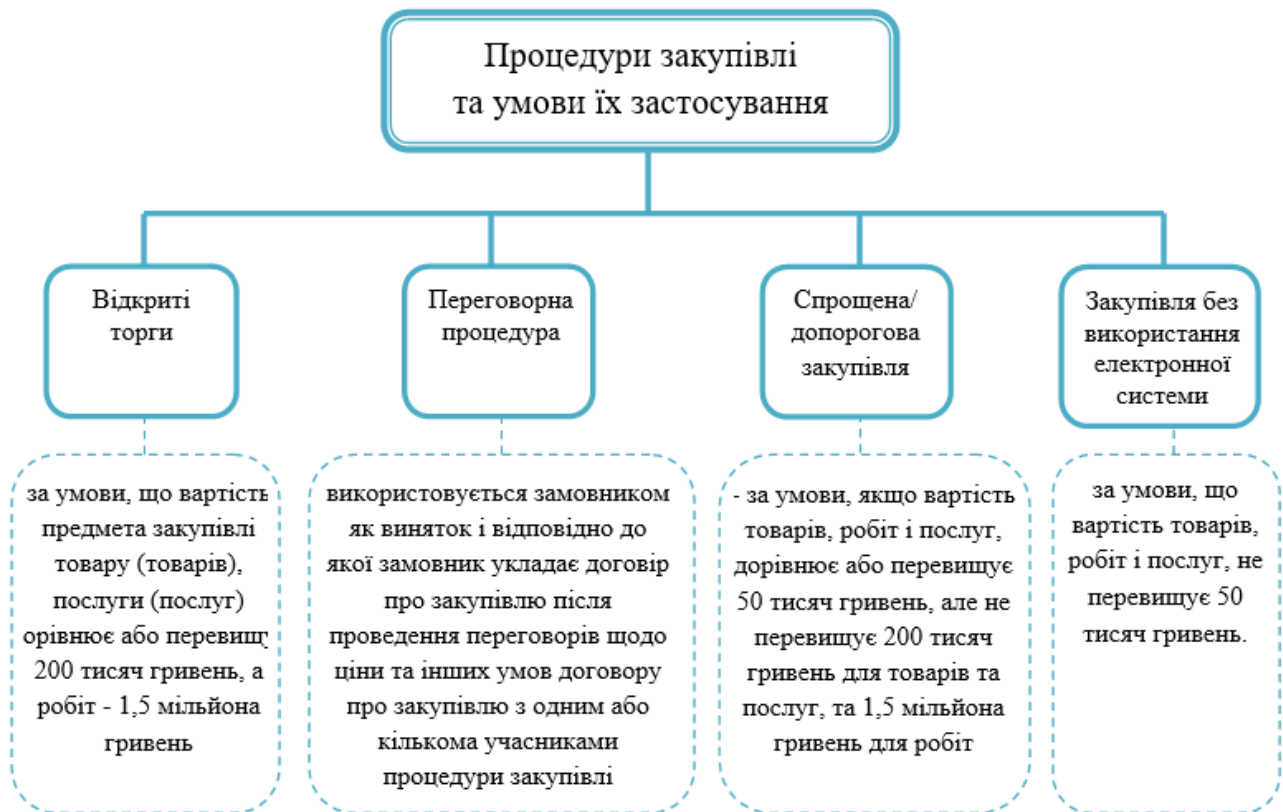 Процедури закупівлі
та умови їх застосування
Відкриті
торги
Переговорна
процедура
Спрощена/
допорогова
закупівля
Закупівля без
використання
електронної
системи
за умови, що вартість
предмета закупівлі
товару (товарів),
послуги (послуг)
орівнює або перевищу
200 тисяч гривень, а
робіт - 1,5 мільйона
гривень
використовується замовником
як виняток і відповідно до
якої замовник укладає договір
про закупівлю після
проведення переговорів щодо
ціни та інших умов договору
про закупівлю з одним або
кількома учасниками
процедури закупівлі
- за умови, якщо вартість
товарів, робіт і послуг,
дорівнює або перевищує
50 тисяч гривень, але не
перевищує 200 тисяч
гривень для товарів та
послуг, та 1,5 мільйона
гривень для робіт
за умови, що
вартість товарів,
робіт і послуг, не
перевищує 50
тисяч гривень.